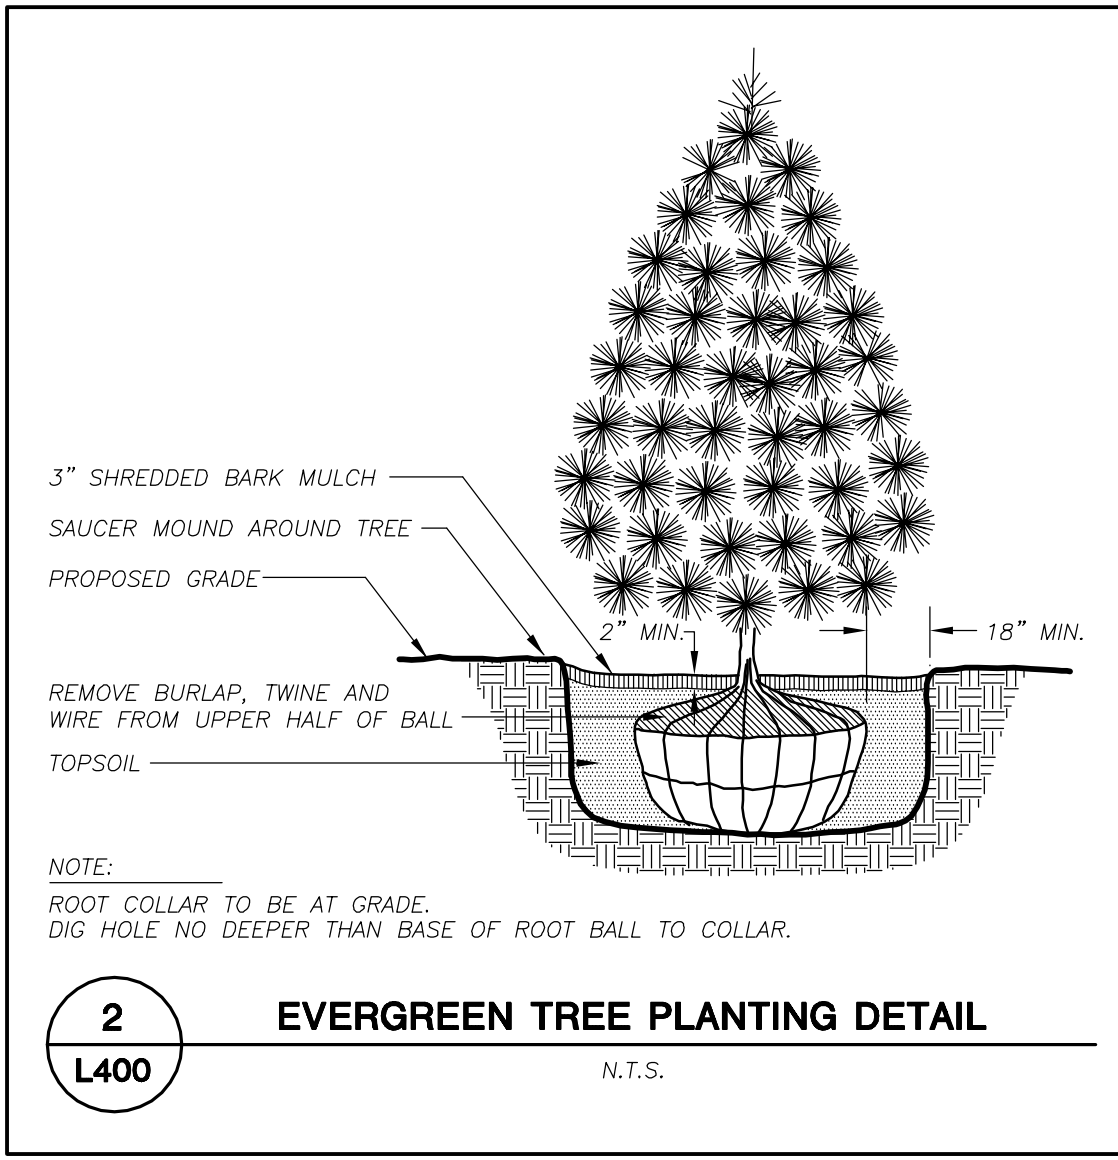 3” SHREDDED BARK MULCH
SAUCER MOUND AROUND TREE
PROPOSED GRADE
2” MIN.
18” MIN.
REMOVE BURLAP, TWINE AND
WIRE FROM UPPER HALF OF BALL
TOPSOIL
NOTE:
ROOT COLLAR TO BE AT GRADE.
DIG HOLE NO DEEPER THAN BASE OF ROOT BALL TO COLLAR.
2
L400
EVERGREEN TREE PLANTING DETAIL
N.T.S.